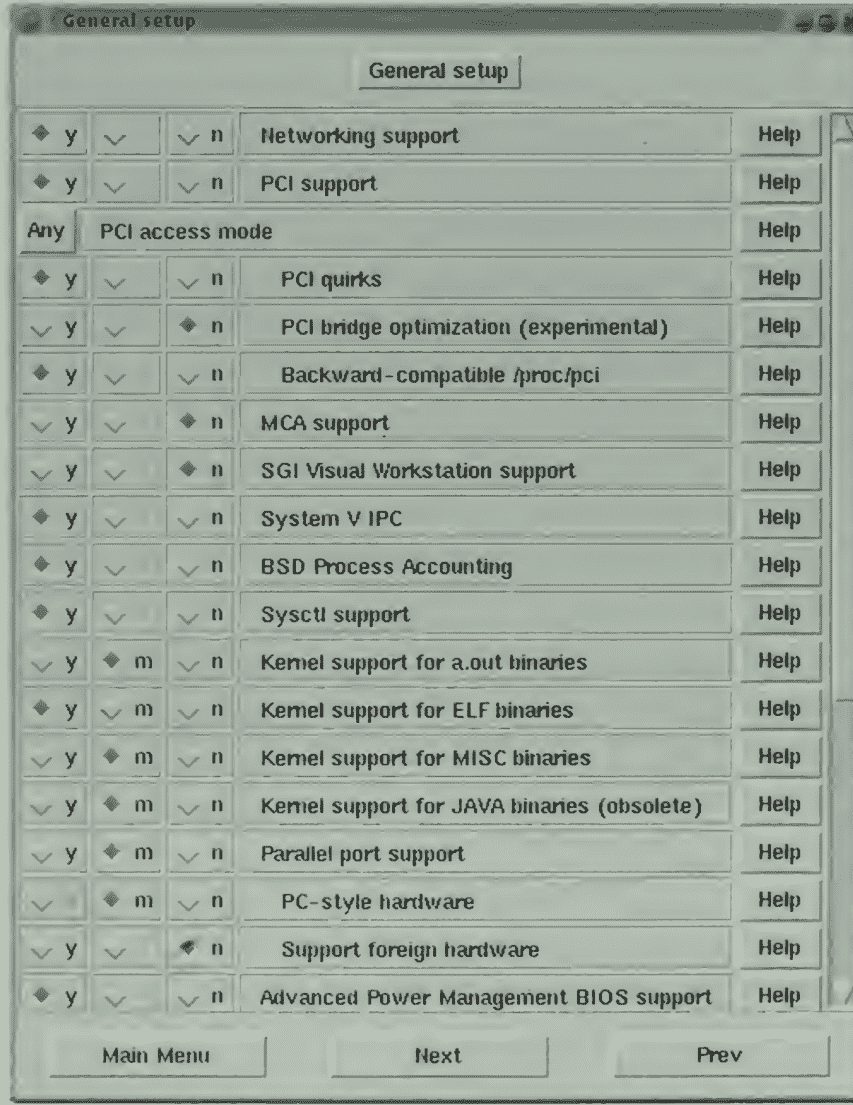 General setup
General setup
y n Networking support Help
y n PCI support Help
Any PCI access mode Help
y n PCI quirks Help
y n PCI bridge optimization (experimental) Help
y n Backward-compatible /proc/pci Help
y n MCA support Help
y n SGI Visual Workstation support Help
y n System V IPC Help
y n BSD Process Accounting Help
y n Sysctl support Help
y m n Kernel support for a.out binaries Help
y m n Kernel support for ELF binaries Help
y m n Kernel support for MISC binaries Help
y m n Kernel support for JAVA binaries (obsolete) Help
y m n Parallel port support Help
m n PC-style hardware Help
y n Support foreign hardware Help
y n Advanced Power Management BIOS support Help
Main Menu Next Prev